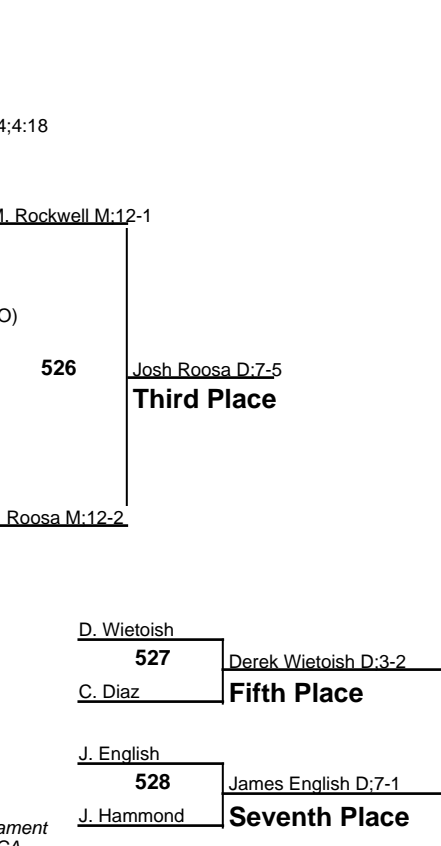 4;4:18
M. Rockwell M;12-1
O)
526
Josh Roosa D;7-5
Third Place
Roosa M;12-2
D. Wietoish
527
Derek Wietoish D;3-2
C. Diaz
Fifth Place
J. English
528
James English D;7-1
J. Hammond
Seventh Place
ament
CA